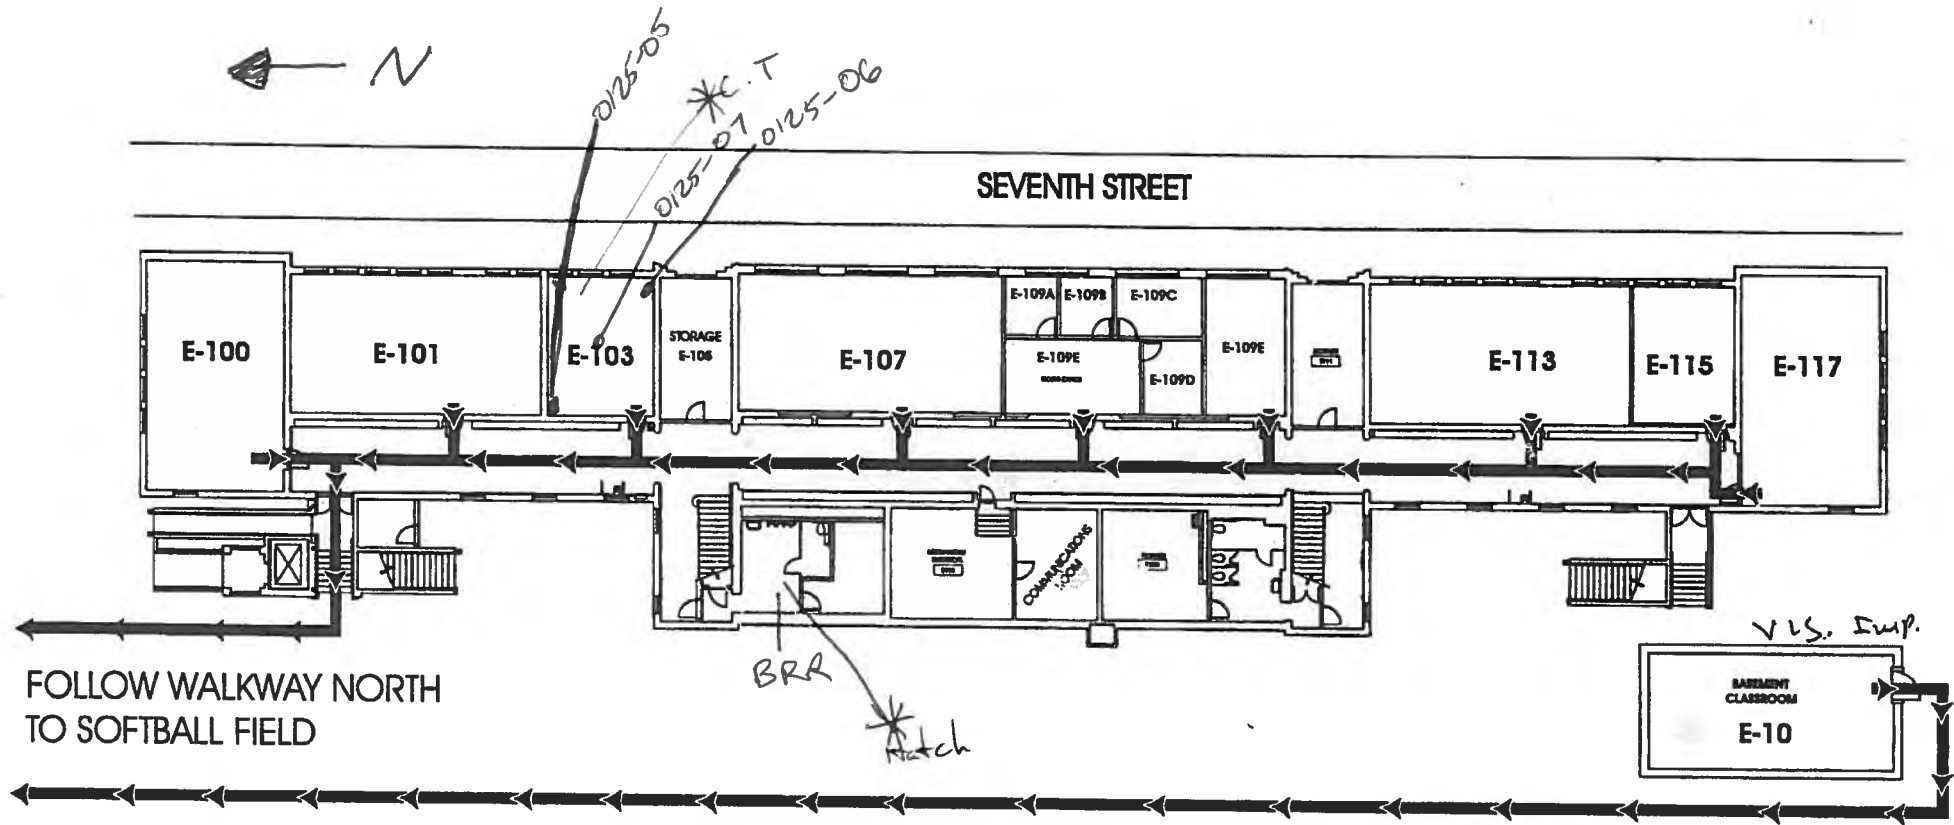 N
0125-05
C.T
0125-07
0125-06
SEVENTH STREET
E-100
E-101
E-103
STORAGE
E-105
E-107
E-109A
E-109B
E-109C
E-109E
E-109D
E-109E
E-113
E-115
E-117
COMMUNICATIONS
ROOM
BRR
Hatch
FOLLOW WALKWAY NORTH
TO SOFTBALL FIELD
VIS. Imp.
BASEMENT
CLASSROOM
E-10